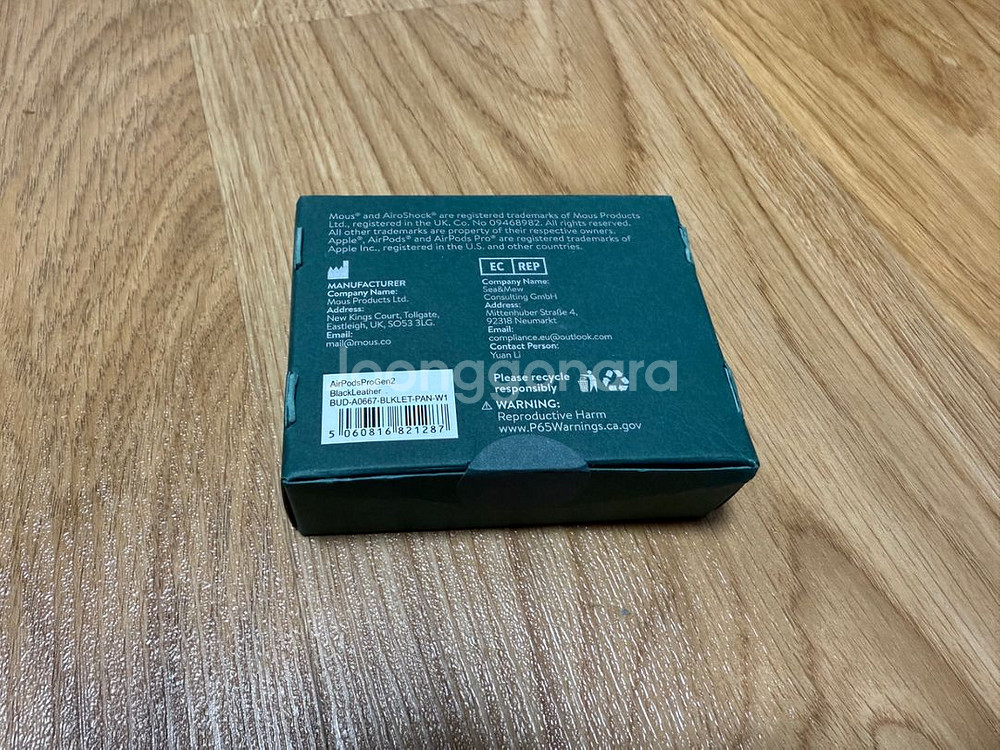 Mous® and AiroShock® are registered trademarks of Mous Products
Ltd., registered in the UK. Co. No 09468982. All rights reserved.
All other trademarks are property of their respective owners.
Apple®, AirPods® and AirPods Pro® are registered trademarks of
Apple Inc., registered in the U.S. and other countries.
MANUFACTURER
Company Name:
Mous Products Ltd.
Address:
New Kings Court, Tollgate,
Eastleigh, UK, SO53 3LG.
Email:
mail@mous.co
EC REP
Company Name:
Sea&Mew
Consulting GmbH
Address:
Mittenhuber Straße 4,
92318 Neumarkt
Email:
compliance.eu@outlook.com
Contact Person:
Yuan Li
joonggonara
AirPodsProGen2
BlackLeather
BUD-A0667-BLKLET-PAN-W1
5 060816 821287
Please recycle
responsibly
⚠ WARNING:
Reproductive Harm
www.P65Warnings.ca.gov